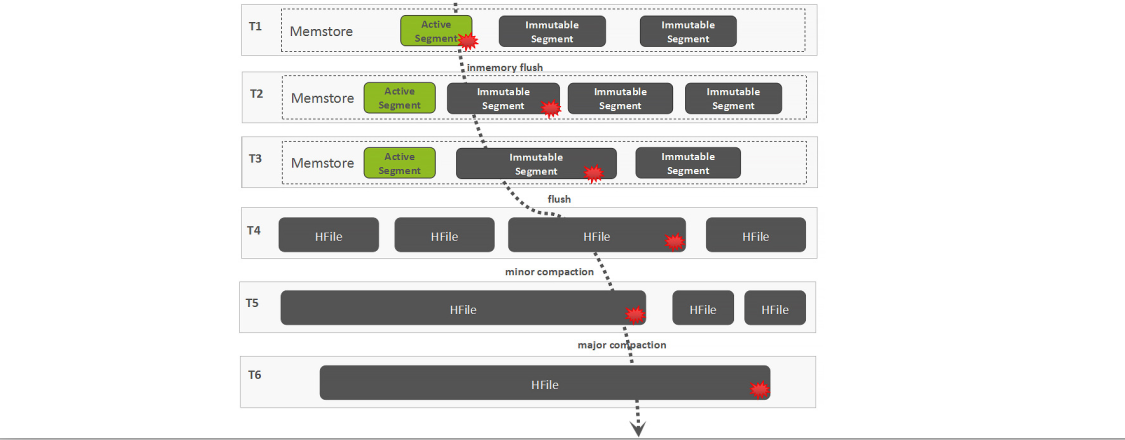 T1
Memstore
Active
Segment
Immutable
Segment
Immutable
Segment
inmemory flush
T2
Memstore
Active
Segment
Immutable
Segment
Immutable
Segment
Immutable
Segment
T3
Memstore
Active
Segment
Immutable
Segment
Immutable
Segment
flush
T4
HFile
HFile
HFile
HFile
minor compaction
T5
HFile
HFile
HFile
major compaction
T6
HFile